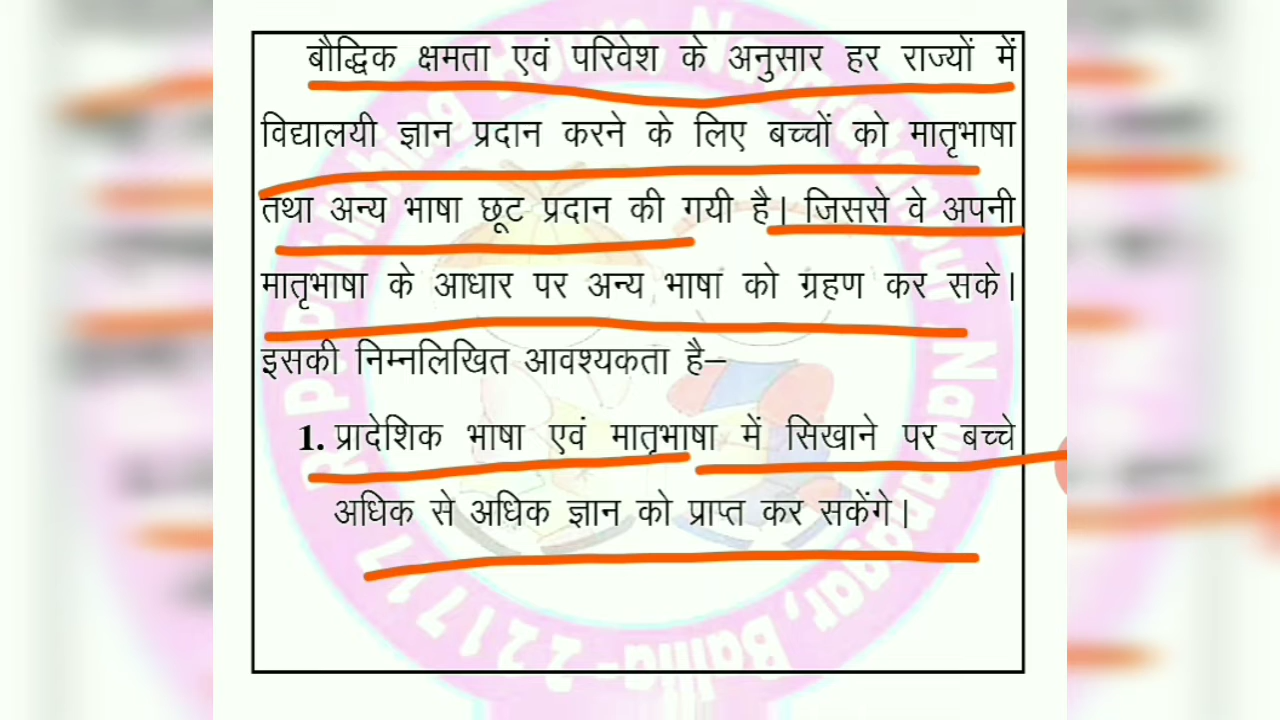 बौद्धिक क्षमता एवं परिवेश के अनुसार हर राज्यों में
विद्यालयी ज्ञान प्रदान करने के लिए बच्चों को मातृभाषा
तथा अन्य भाषा छूट प्रदान की गयी है। जिससे वे अपनी
मातृभाषा के आधार पर अन्य भाषा को ग्रहण कर सके।
इसकी निम्नलिखित आवश्यकता है–
1. प्रादेशिक भाषा एवं मातृभाषा में सिखाने पर बच्चे
अधिक से अधिक ज्ञान को प्राप्त कर सकेंगे।